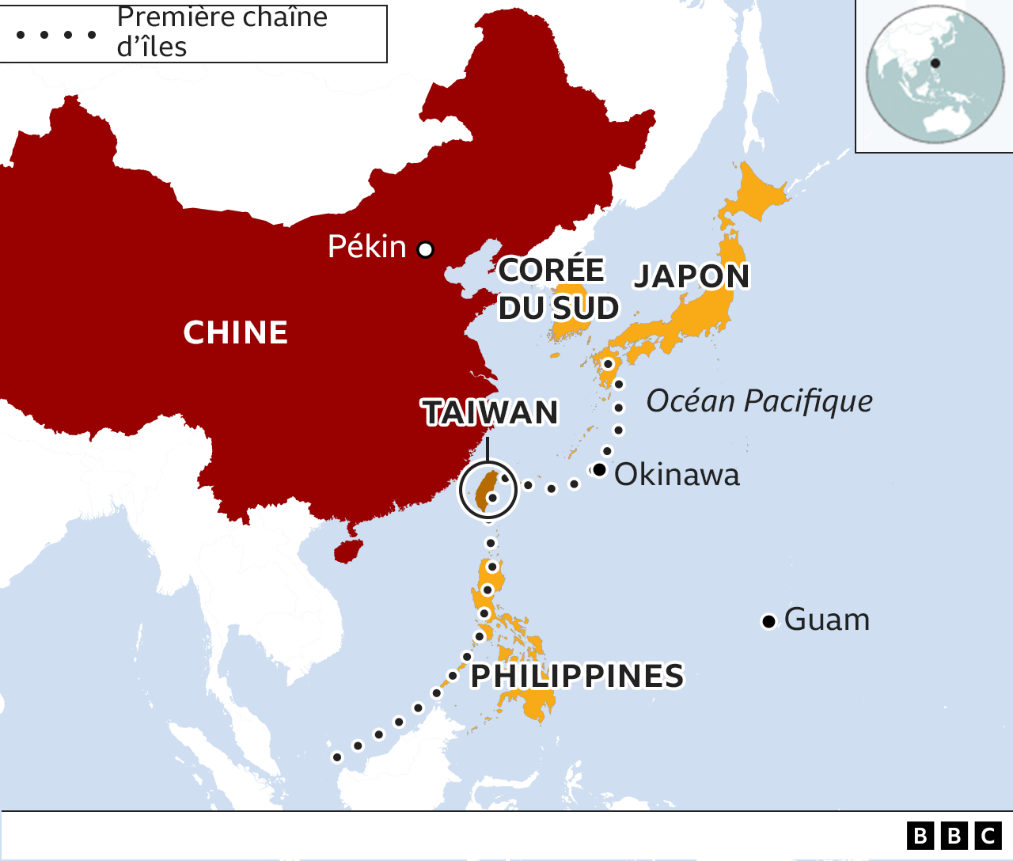 Première chaîne
d’îles
Pékin
CORÉE
DU SUD
JAPON
CHINE
TAIWAN
Océan Pacifique
Okinawa
Guam
PHILIPPINES
BBC